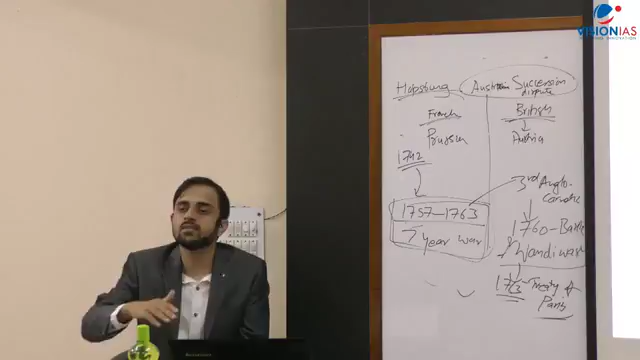 VISIONIAS
Hapsburg
Austrian Succession
dispute
French
British
Prussia
Austria
1742
3rd Anglo-
Carnatic
1757-1763
7 year war
1760-Battle
Wandiwash
1763-Treaty of
Paris